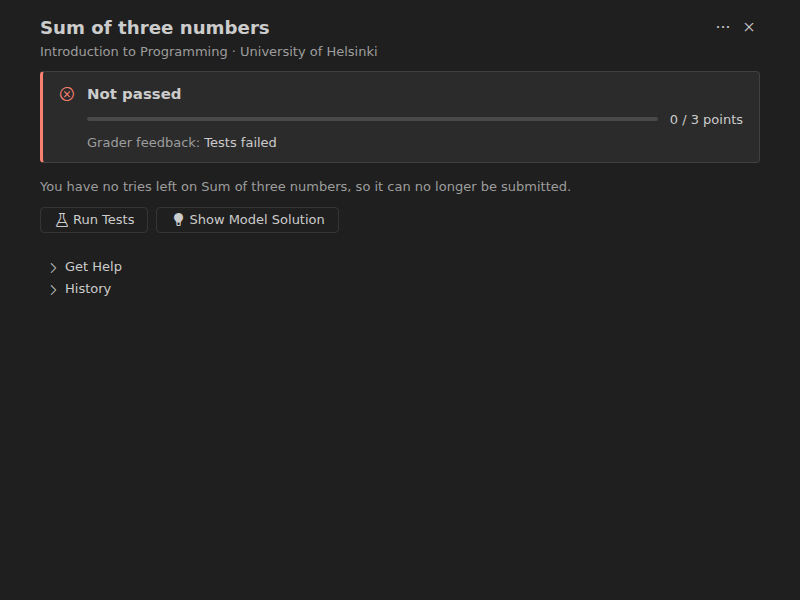 Sum of three numbers
Introduction to Programming · University of Helsinki
Not passed
0 / 3 points
Grader feedback: Tests failed
You have no tries left on Sum of three numbers, so it can no longer be submitted.
Run Tests
Show Model Solution
Get Help
History